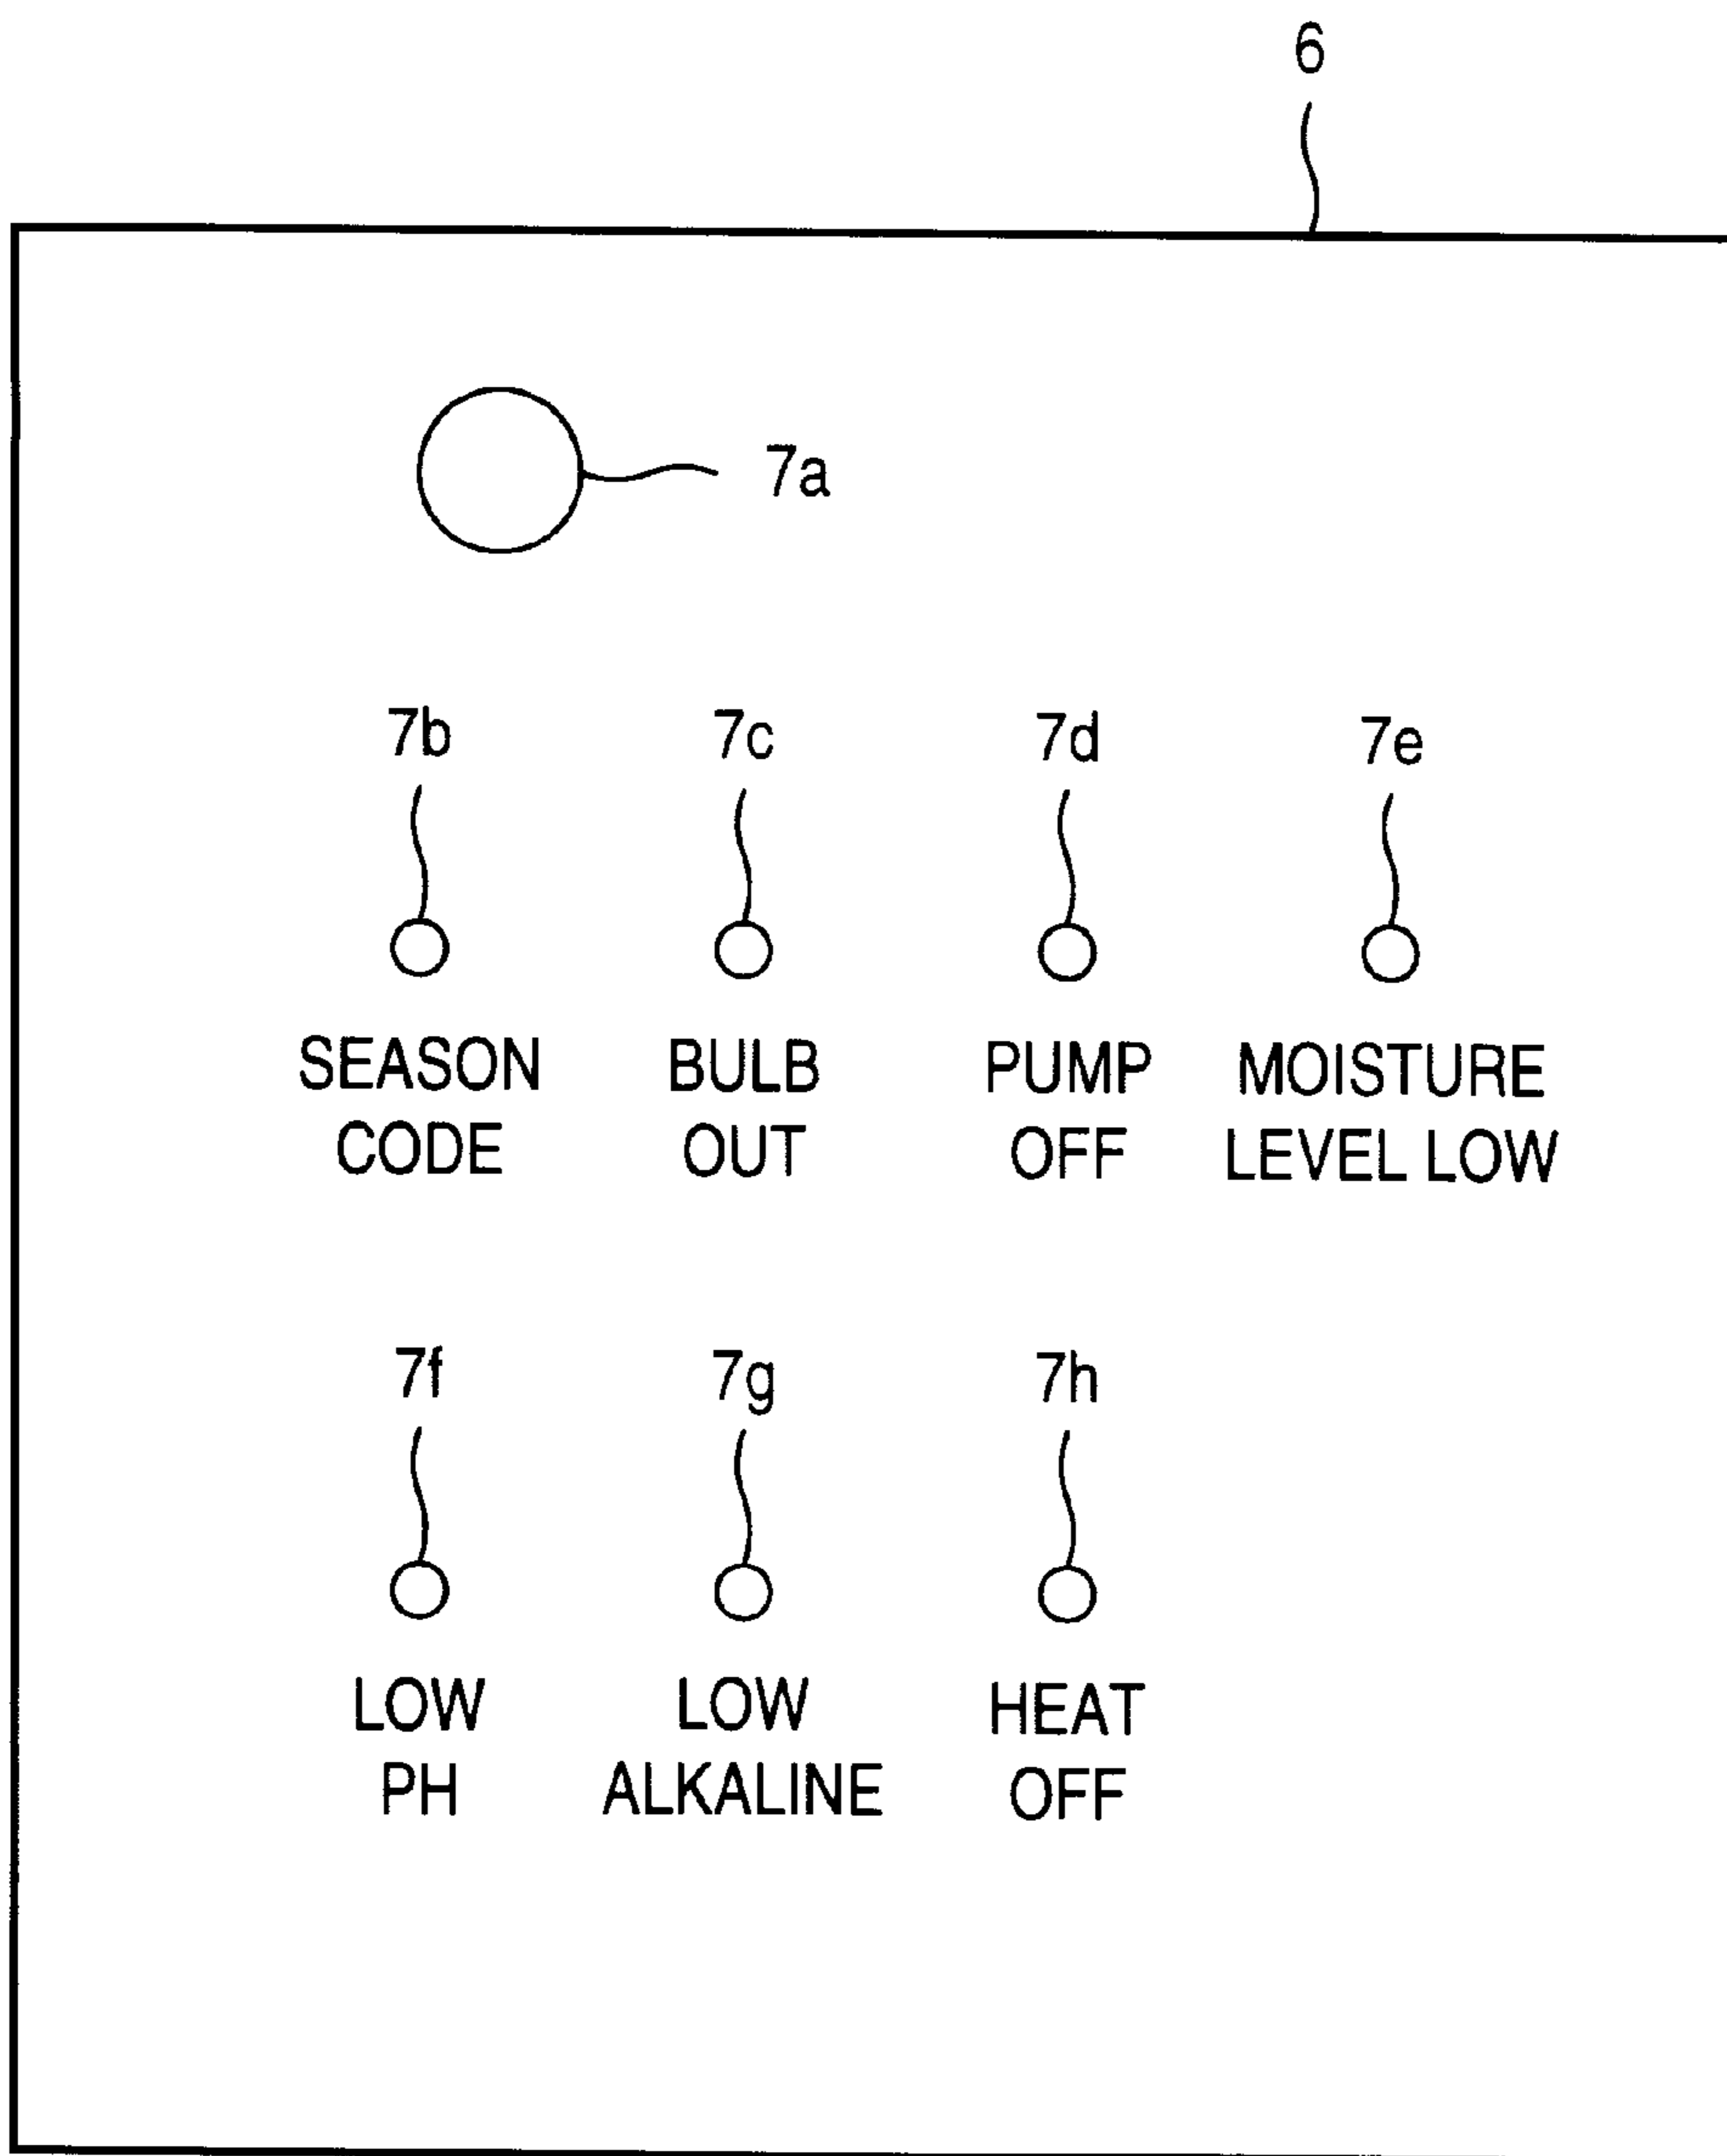 6
7a
7b 7c 7d 7e
SEASON BULB PUMP MOISTURE
CODE OUT OFF LEVEL LOW
7f 7g 7h
LOW LOW HEAT
PH ALKALINE OFF